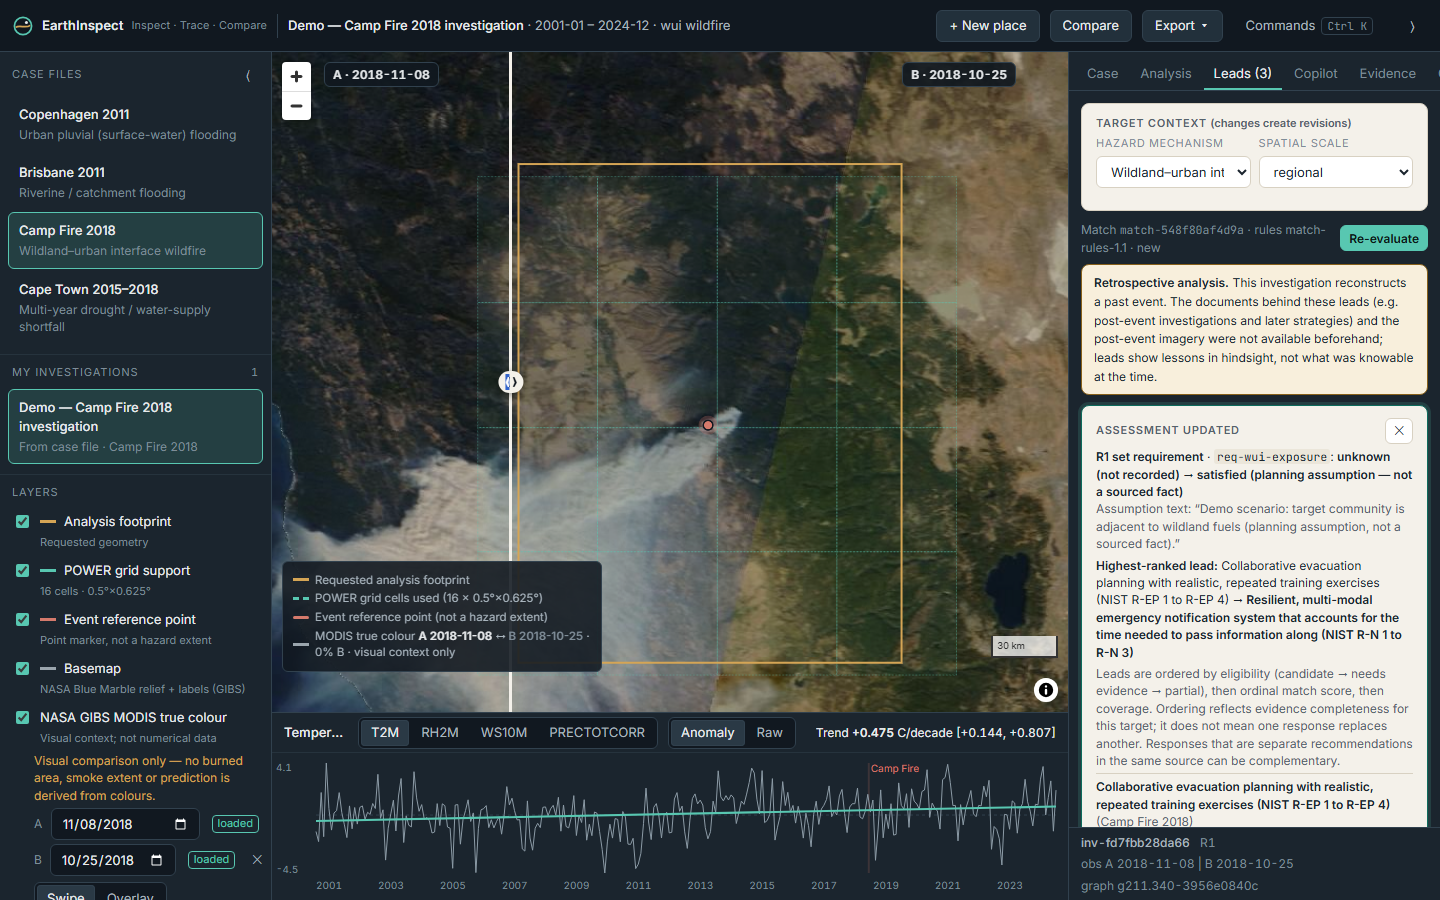 EarthInspect Inspect · Trace · Compare
Demo — Camp Fire 2018 investigation · 2001-01 – 2024-12 · wui wildfire
+ New place
Compare
Export
Commands Ctrl K
CASE FILES
Copenhagen 2011
Urban pluvial (surface-water) flooding
Brisbane 2011
Riverine / catchment flooding
Camp Fire 2018
Wildland–urban interface wildfire
Cape Town 2015–2018
Multi-year drought / water-supply
shortfall
MY INVESTIGATIONS 1
Demo — Camp Fire 2018
investigation
From case file · Camp Fire 2018
LAYERS
Analysis footprint
Requested geometry
POWER grid support
16 cells · 0.5°×0.625°
Event reference point
Point marker, not a hazard extent
Basemap
NASA Blue Marble relief + labels (GIBS)
NASA GIBS MODIS true colour
Visual context; not numerical data
Visual comparison only — no burned
area, smoke extent or prediction is
derived from colours.
A 11/08/2018 loaded
B 10/25/2018 loaded ×
Swipe Overlay
+
−
A · 2018-11-08
B · 2018-10-25
Requested analysis footprint
POWER grid cells used (16 × 0.5°×0.625°)
Event reference point (not a hazard extent)
MODIS true colour A 2018-11-08 ↔ B 2018-10-25 ·
0% B · visual context only
30 km
Temper...
T2M
RH2M
WS10M
PRECTOTCORR
Anomaly
Raw
Trend +0.475 C/decade [+0.144, +0.807]
4.1
Camp Fire
-4.5
2001 2003 2005 2007 2009 2011 2013 2015 2017 2019 2021 2023
Case
Analysis
Leads (3)
Copilot
Evidence
TARGET CONTEXT (changes create revisions)
HAZARD MECHANISM SPATIAL SCALE
Wildland–urban int regional
Match match-548f80af4d9a · rules match-
rules-1.1 · new
Re-evaluate
Retrospective analysis. This investigation reconstructs
a past event. The documents behind these leads (e.g.
post-event investigations and later strategies) and the
post-event imagery were not available beforehand;
leads show lessons in hindsight, not what was knowable
at the time.
ASSESSMENT UPDATED
×
R1 set requirement · req-wui-exposure : unknown
(not recorded) → satisfied (planning assumption — not
a sourced fact)
Assumption text: “Demo scenario: target community is
adjacent to wildland fuels (planning assumption, not a
sourced fact).”
Highest-ranked lead: Collaborative evacuation
planning with realistic, repeated training exercises
(NIST R-EP 1 to R-EP 4) → Resilient, multi-modal
emergency notification system that accounts for the
time needed to pass information along (NIST R-N 1 to
R-N 3)
Leads are ordered by eligibility (candidate → needs
evidence → partial), then ordinal match score, then
coverage. Ordering reflects evidence completeness for
this target; it does not mean one response replaces
another. Responses that are separate recommendations
in the same source can be complementary.
Collaborative evacuation planning with realistic,
repeated training exercises (NIST R-EP 1 to R-EP 4)
(Camp Fire 2018)
inv-fd7fbb28da66 R1
obs A 2018-11-08 | B 2018-10-25
graph g211.340-3956e0840c